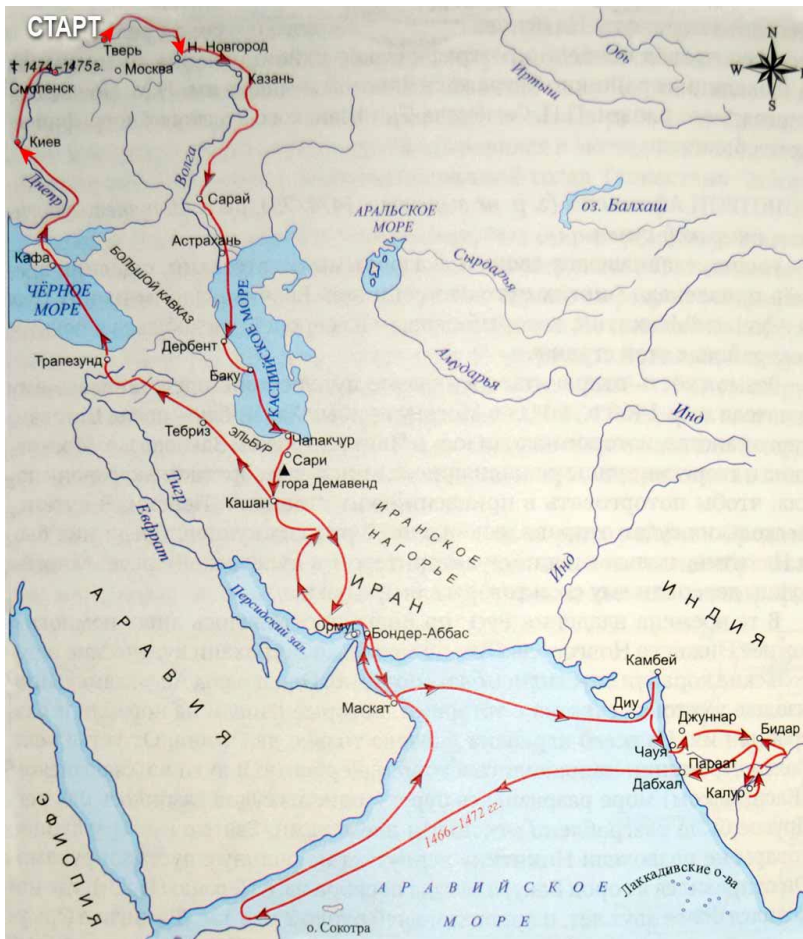 СТАРТ
Тверь
Н. Новгород
Москва
† 1474–1475г.
Казань
Смоленск
Киев
Днепр
Волга
Сарай
Астрахань
Обь
Иртыш
N
W
E
S
оз. Балхаш
АРАЛЬСКОЕ
МОРЕ
Сырдарья
Амударья
Кафа
ЧЁРНОЕ
МОРЕ
БОЛЬШОЙ КАВКАЗ
КАСПИЙСКОЕ МОРЕ
Дербент
Баку
Трапезунд
Тебриз
ЭЛЬБУР
Чапакчур
Сари
гора Демавенд
Кашан
Тигр
Евфрат
ИРАНСКОЕ
НАГОРЬЕ
ИРАН
Инд
Инд
ИНДИЯ
Персидский зал.
Ормуз
Бондер-Аббас
АРАВИЯ
Маскат
Камбей
Диу
Джуннар
Бидар
Чаул
Параат
Дабхал
Калур
ЭФИОПИЯ
1466–1472 гг.
АРАВИЙСКОЕ
МОРЕ
Лаккадивские о-ва
о. Сокотра